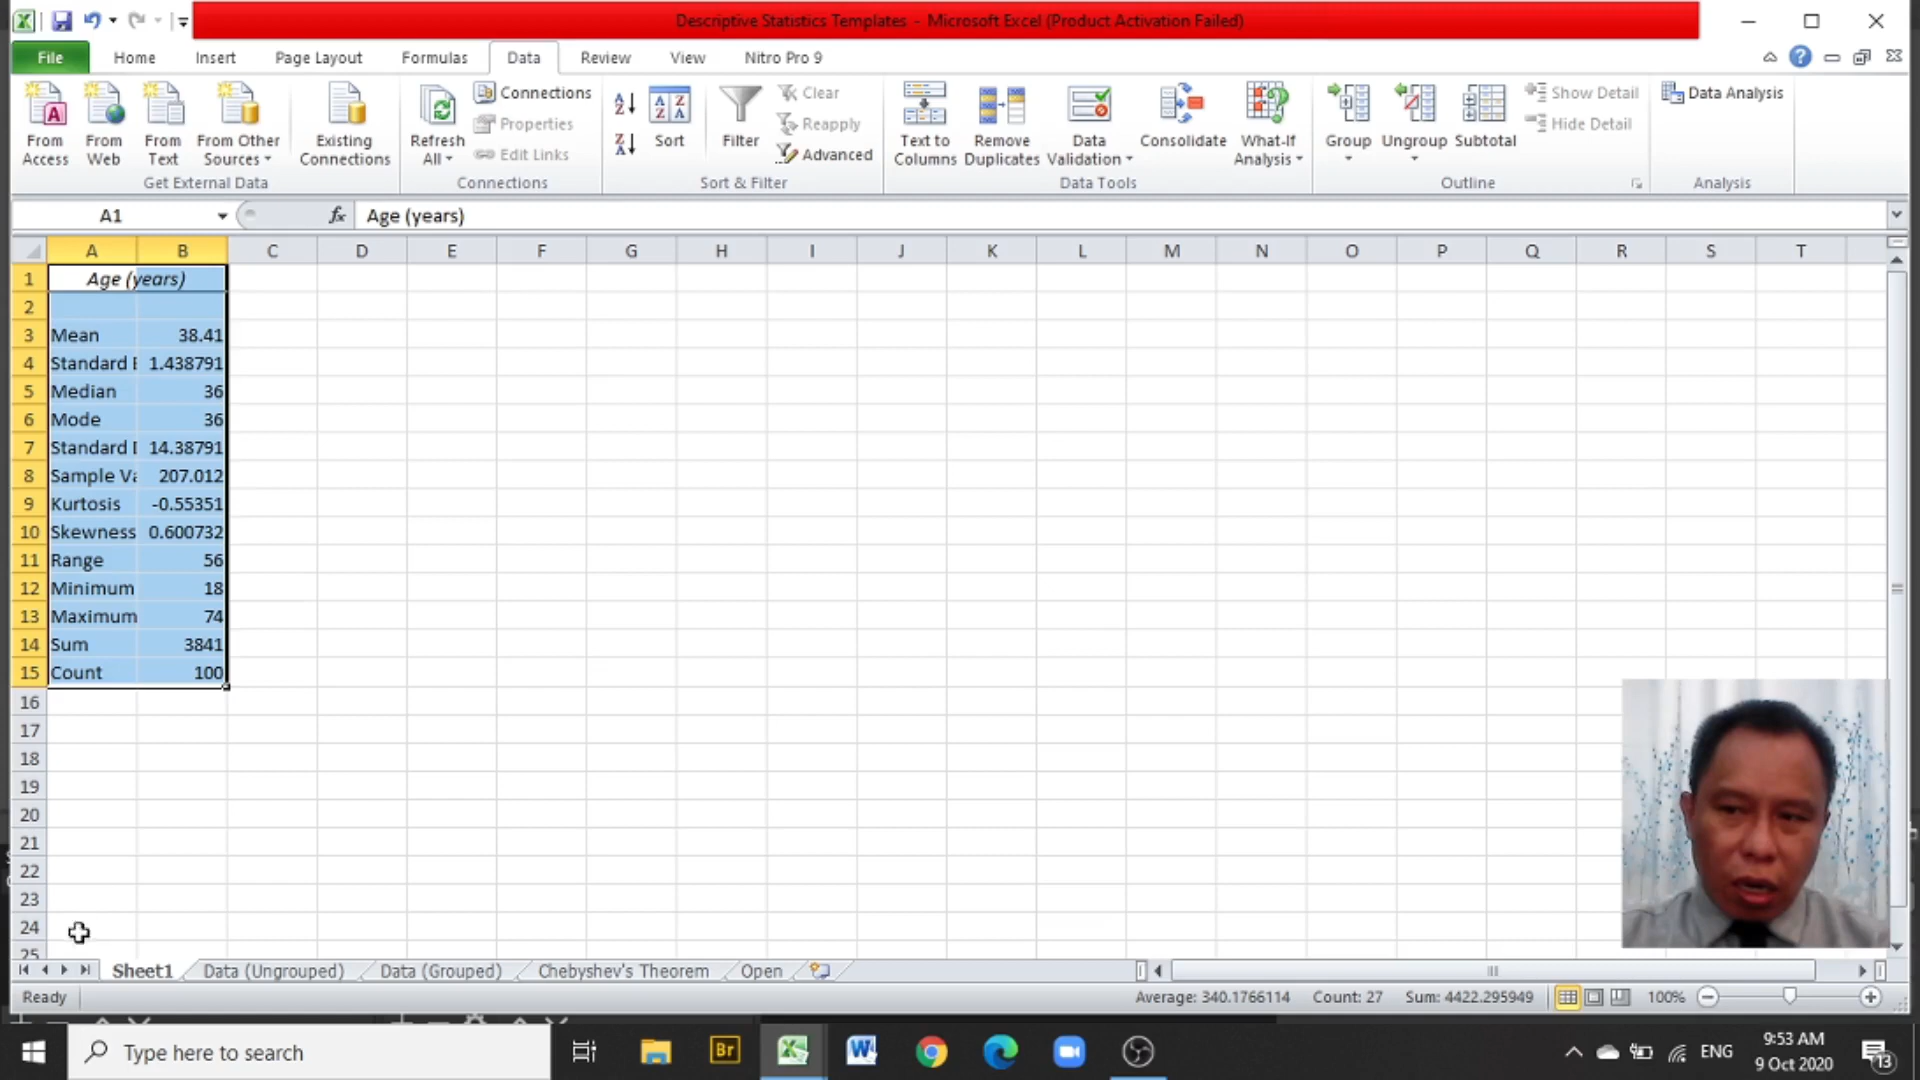 Descriptive Statistics Templates - Microsoft Excel (Product Activation Failed)
File Home Insert Page Layout Formulas Data Review View Nitro Pro 9
From Access From Web From Text From Other Sources Existing Connections Refresh All Connections Properties Edit Links Sort Filter Clear Reapply Advanced Text to Columns Remove Duplicates Data Validation Consolidate What-If Analysis Group Ungroup Subtotal Show Detail Hide Detail Data Analysis
Get External Data Connections Sort & Filter Data Tools Outline Analysis
A1 fx Age (years)
A B C D E F G H I J K L M N O P Q R S T
1 Age (years)
2
3 Mean 38.41
4 Standard E 1.438791
5 Median 36
6 Mode 36
7 Standard D 14.38791
8 Sample Va 207.012
9 Kurtosis -0.55351
10 Skewness 0.600732
11 Range 56
12 Minimum 18
13 Maximum 74
14 Sum 3841
15 Count 100
16
17
18
19
20
21
22
23
24
25
Sheet1 Data (Ungrouped) Data (Grouped) Chebyshev's Theorem Open
Ready Average: 340.1766114 Count: 27 Sum: 4422.295949 100%
Type here to search Br ENG 9:53 AM
9 Oct 2020 13